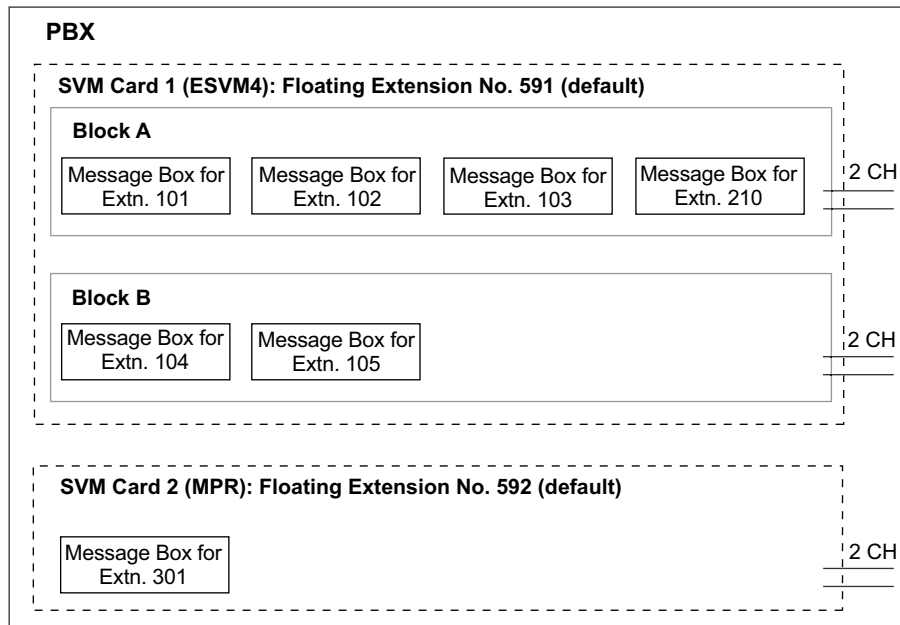 PBX
SVM Card 1 (ESVM4): Floating Extension No. 591 (default)
Block A
Message Box for
Extn. 101
Message Box for
Extn. 102
Message Box for
Extn. 103
Message Box for
Extn. 210
2 CH
Block B
Message Box for
Extn. 104
Message Box for
Extn. 105
2 CH
SVM Card 2 (MPR): Floating Extension No. 592 (default)
Message Box for
Extn. 301
2 CH